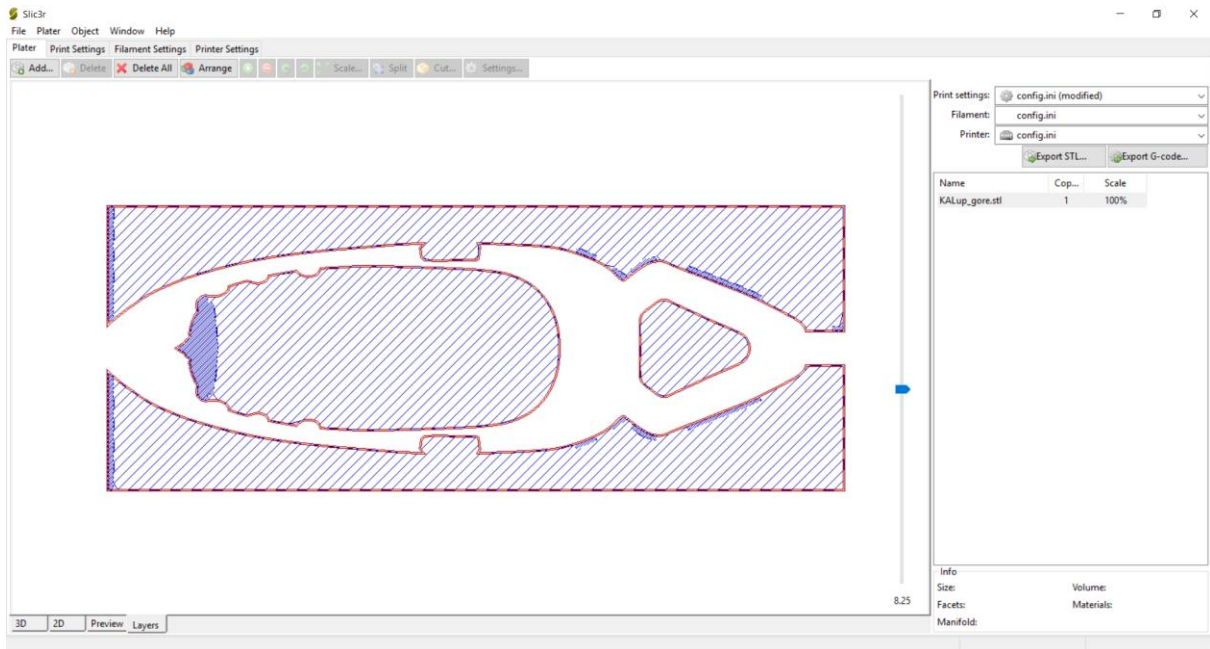 Slic3r
File Plater Object Window Help
Plater Print Settings Filament Settings Printer Settings
Add... Delete Delete All Arrange Scale... Split Cut... Settings...
Print settings: config.ini (modified)
Filament: config.ini
Printer: config.ini
Export STL... Export G-code...
Name Cop... Scale
KALup_gore.stl 1 100%
Info
Size: Volume:
Facets: Materials:
Manifold:
8.25
3D 2D Preview Layers